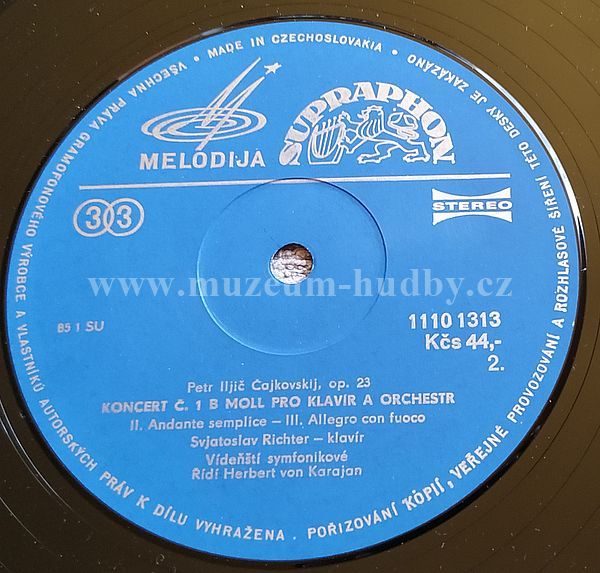 VŠECHNA PRÁVA GRAMOFONOVÉHO VÝROBCE A VLASTNÍKŮ AUTORSKÝCH PRÁV K DÍLU VYHRAŽENA. POŘIZOVÁNÍ KÓPIÍ, VEŘEJNÉ PROVOZOVÁNÍ A ROZHLASOVÉ ŠÍŘENÍ TÉTO DESKY JE ZAKÁZÁNO • MADE IN CZECHOSLOVAKIA •
MELODIJA SUPRAPHON
33 STEREO
www.muzeum-hudby.cz
85 1 SU
1110 1313
Kčs 44,-
2.
Petr Iljič Čajkovskij, op. 23
KONCERT Č. 1 B MOLL PRO KLAVÍR A ORCHESTR
II. Andante semplice – III. Allegro con fuoco
Svjatoslav Richter – klavír
Vídeňští symfonikové
Řídí Herbert von Karajan